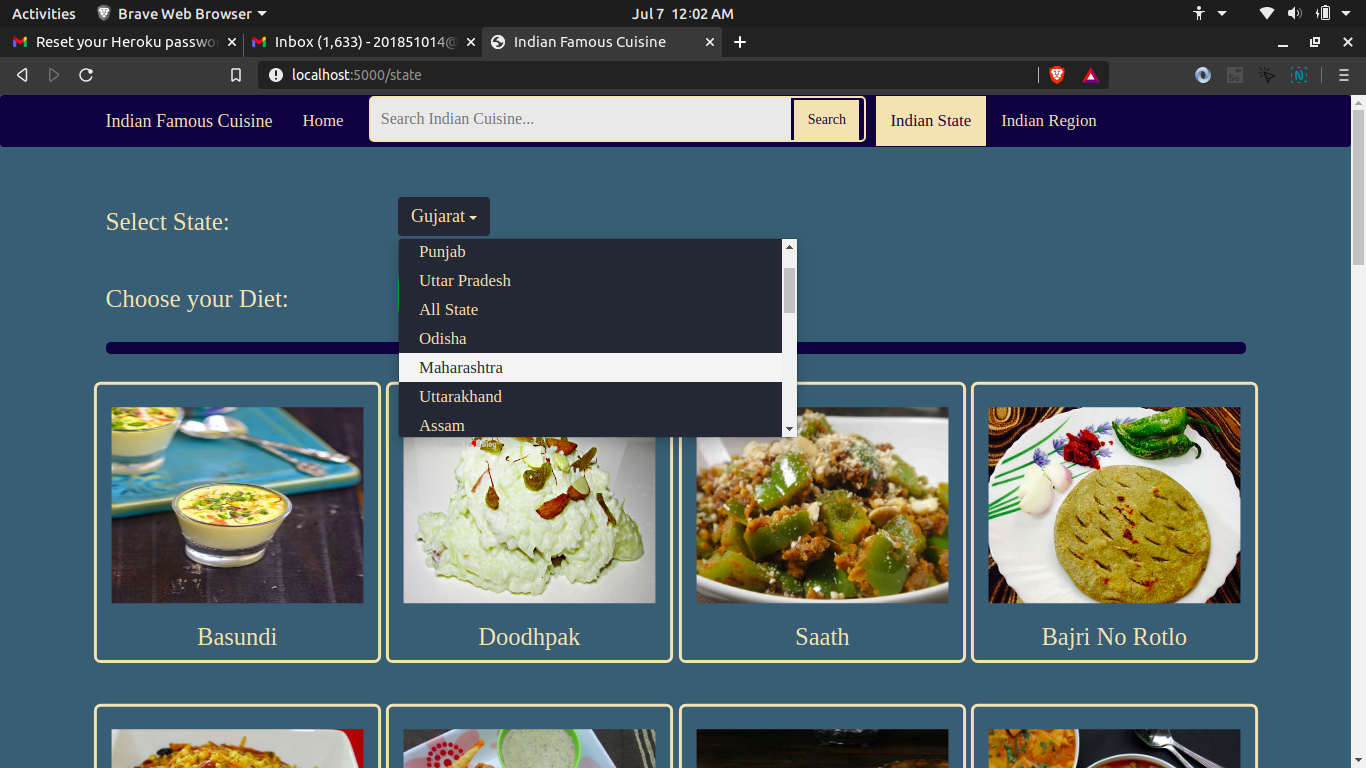 Activities Brave Web Browser Jul 7 12:02 AM
Reset your Heroku passwo Inbox (1,633) - 201851014@ Indian Famous Cuisine
localhost:5000/state
Indian Famous Cuisine Home Search Indian Cuisine... Search Indian State Indian Region
Select State: Gujarat
Punjab
Uttar Pradesh
Choose your Diet:
All State
Odisha
Maharashtra
Uttarakhand
Assam
Basundi Doodhpak Saath Bajri No Rotlo